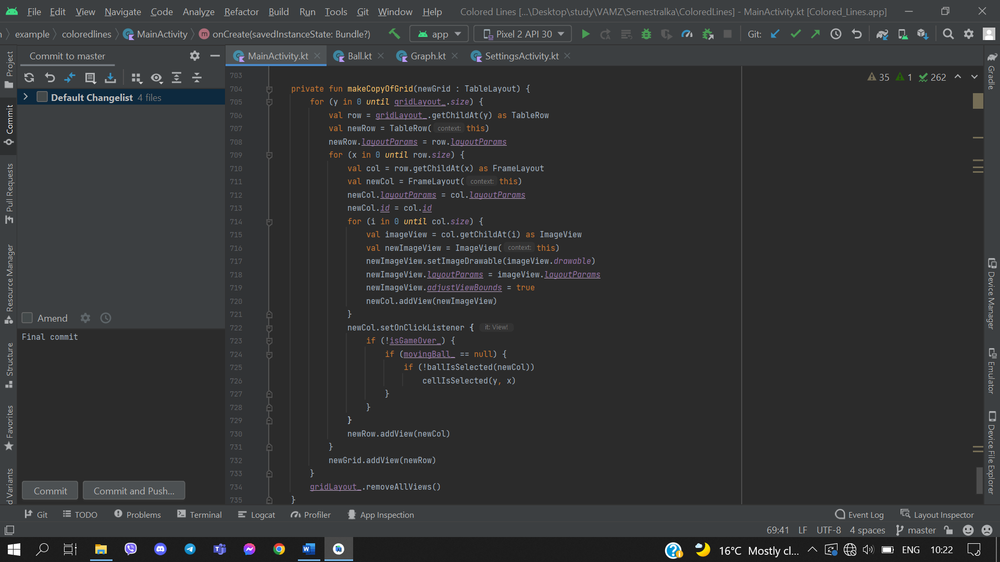 File Edit View Navigate Code Analyze Refactor Build Run Tools Git Window Help Colored Lines [...\Desktop\study\VAMZ\Semestralka\ColoredLines] - MainActivity.kt [Colored_Lines.app]
example coloredlines MainActivity onCreate(savedInstanceState: Bundle?) app Pixel 2 API 30 Git:
Commit to master
MainActivity.kt Ball.kt Graph.kt SettingsActivity.kt
Default Changelist 4 files
35 1 262
703
704 private fun makeCopyOfGrid(newGrid : TableLayout) {
705 for (y in 0 until gridLayout_.size) {
706 val row = gridLayout_.getChildAt(y) as TableRow
707 val newRow = TableRow( context: this)
708 newRow.layoutParams = row.layoutParams
709 for (x in 0 until row.size) {
710 val col = row.getChildAt(x) as FrameLayout
711 val newCol = FrameLayout( context: this)
712 newCol.layoutParams = col.layoutParams
713 newCol.id = col.id
714 for (i in 0 until col.size) {
715 val imageView = col.getChildAt(i) as ImageView
716 val newImageView = ImageView( context: this)
717 newImageView.setImageDrawable(imageView.drawable)
718 newImageView.layoutParams = imageView.layoutParams
719 newImageView.adjustViewBounds = true
720 newCol.addView(newImageView)
721 }
722 newCol.setOnClickListener { it: View!
723 if (!isGameOver_) {
724 if (movingBall_ == null) {
725 if (!ballIsSelected(newCol))
726 cellIsSelected(y, x)
727 }
728 }
729 }
730 newRow.addView(newCol)
731 }
732 newGrid.addView(newRow)
733 }
734 gridLayout_.removeAllViews()
735 }
Amend
Final commit
Commit
Commit and Push...
Project
Commit
Pull Requests
Resource Manager
Structure
Favorites
d Variants
Gradle
Device Manager
Emulator
Device File Explorer
Git TODO Problems Terminal Logcat Profiler App Inspection Event Log Layout Inspector
69:41 LF UTF-8 4 spaces master
16°C Mostly cl... ENG 10:22